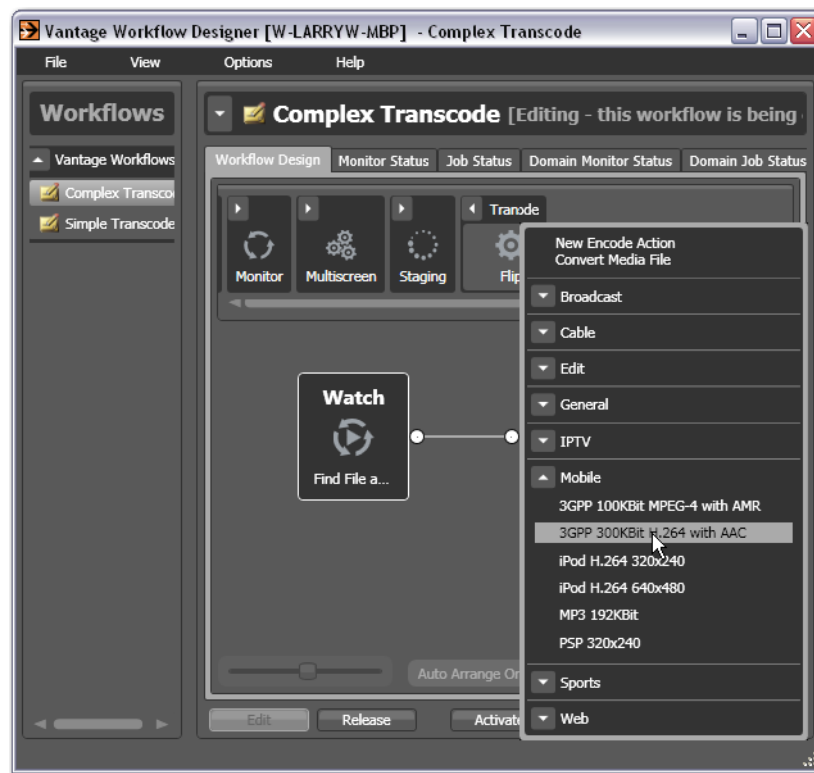 Vantage Workflow Designer [W-LARRYW-MBP] - Complex Transcode
File View Options Help
Workflows
Vantage Workflows
Complex Transco
Simple Transcode
Complex Transcode [Editing - this workflow is being
Workflow Design Monitor Status Job Status Domain Monitor Status Domain Job Status
Monitor
Multiscreen
Staging
Flip
New Encode Action
Convert Media File
Broadcast
Cable
Edit
General
IPTV
Mobile
3GPP 100KBit MPEG-4 with AMR
3GPP 300KBit H.264 with AAC
iPod H.264 320x240
iPod H.264 640x480
MP3 192KBit
PSP 320x240
Sports
Web
Watch
Find File a...
Auto Arrange Or
Edit Release Activate